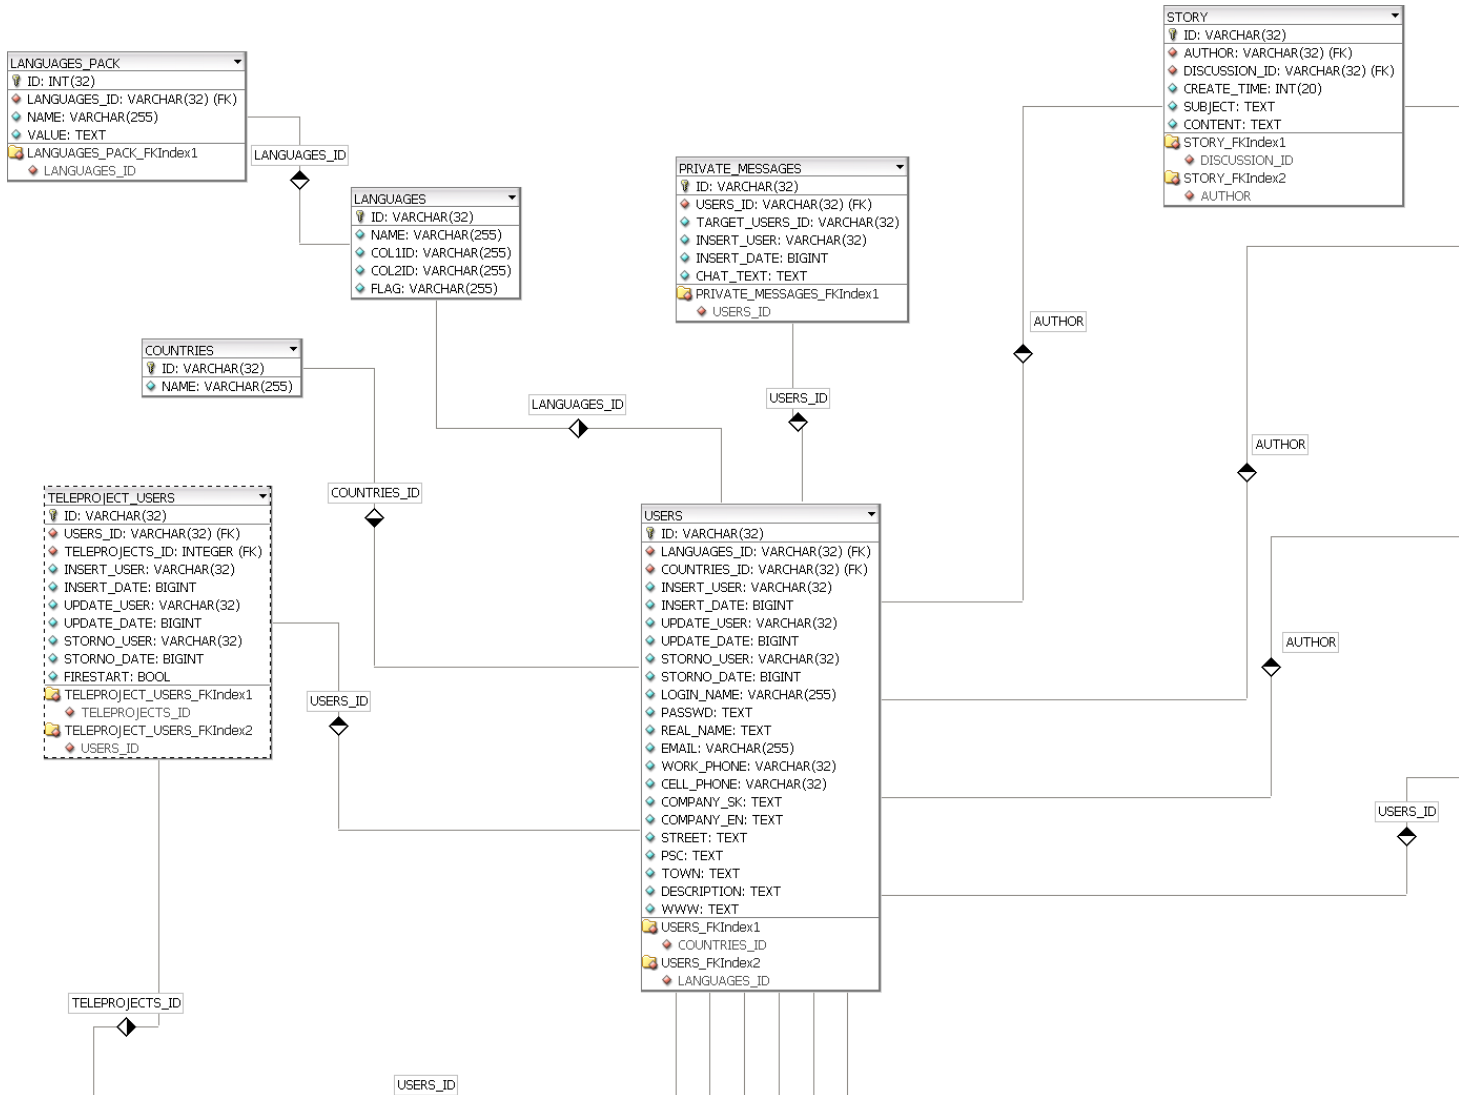 LANGUAGES_PACK
ID: INT(32)
LANGUAGES_ID: VARCHAR(32) (FK)
NAME: VARCHAR(255)
VALUE: TEXT
LANGUAGES_PACK_FKIndex1
LANGUAGES_ID
LANGUAGES_ID
LANGUAGES
ID: VARCHAR(32)
NAME: VARCHAR(255)
COL1ID: VARCHAR(255)
COL2ID: VARCHAR(255)
FLAG: VARCHAR(255)
PRIVATE_MESSAGES
ID: VARCHAR(32)
USERS_ID: VARCHAR(32) (FK)
TARGET_USERS_ID: VARCHAR(32)
INSERT_USER: VARCHAR(32)
INSERT_DATE: BIGINT
CHAT_TEXT: TEXT
PRIVATE_MESSAGES_FKIndex1
USERS_ID
STORY
ID: VARCHAR(32)
AUTHOR: VARCHAR(32) (FK)
DISCUSSION_ID: VARCHAR(32) (FK)
CREATE_TIME: INT(20)
SUBJECT: TEXT
CONTENT: TEXT
STORY_FKIndex1
DISCUSSION_ID
STORY_FKIndex2
AUTHOR
AUTHOR
COUNTRIES
ID: VARCHAR(32)
NAME: VARCHAR(255)
LANGUAGES_ID
USERS_ID
AUTHOR
COUNTRIES_ID
TELEPROJECT_USERS
ID: VARCHAR(32)
USERS_ID: VARCHAR(32) (FK)
TELEPROJECTS_ID: INTEGER (FK)
INSERT_USER: VARCHAR(32)
INSERT_DATE: BIGINT
UPDATE_USER: VARCHAR(32)
UPDATE_DATE: BIGINT
STORNO_USER: VARCHAR(32)
STORNO_DATE: BIGINT
FIRESTART: BOOL
TELEPROJECT_USERS_FKIndex1
TELEPROJECTS_ID
TELEPROJECT_USERS_FKIndex2
USERS_ID
USERS_ID
USERS
ID: VARCHAR(32)
LANGUAGES_ID: VARCHAR(32) (FK)
COUNTRIES_ID: VARCHAR(32) (FK)
INSERT_USER: VARCHAR(32)
INSERT_DATE: BIGINT
UPDATE_USER: VARCHAR(32)
UPDATE_DATE: BIGINT
STORNO_USER: VARCHAR(32)
STORNO_DATE: BIGINT
LOGIN_NAME: VARCHAR(255)
PASSWD: TEXT
REAL_NAME: TEXT
EMAIL: VARCHAR(255)
WORK_PHONE: VARCHAR(32)
CELL_PHONE: VARCHAR(32)
COMPANY_SK: TEXT
COMPANY_EN: TEXT
STREET: TEXT
PSC: TEXT
TOWN: TEXT
DESCRIPTION: TEXT
WWW: TEXT
USERS_FKIndex1
COUNTRIES_ID
USERS_FKIndex2
LANGUAGES_ID
AUTHOR
USERS_ID
TELEPROJECTS_ID
USERS_ID